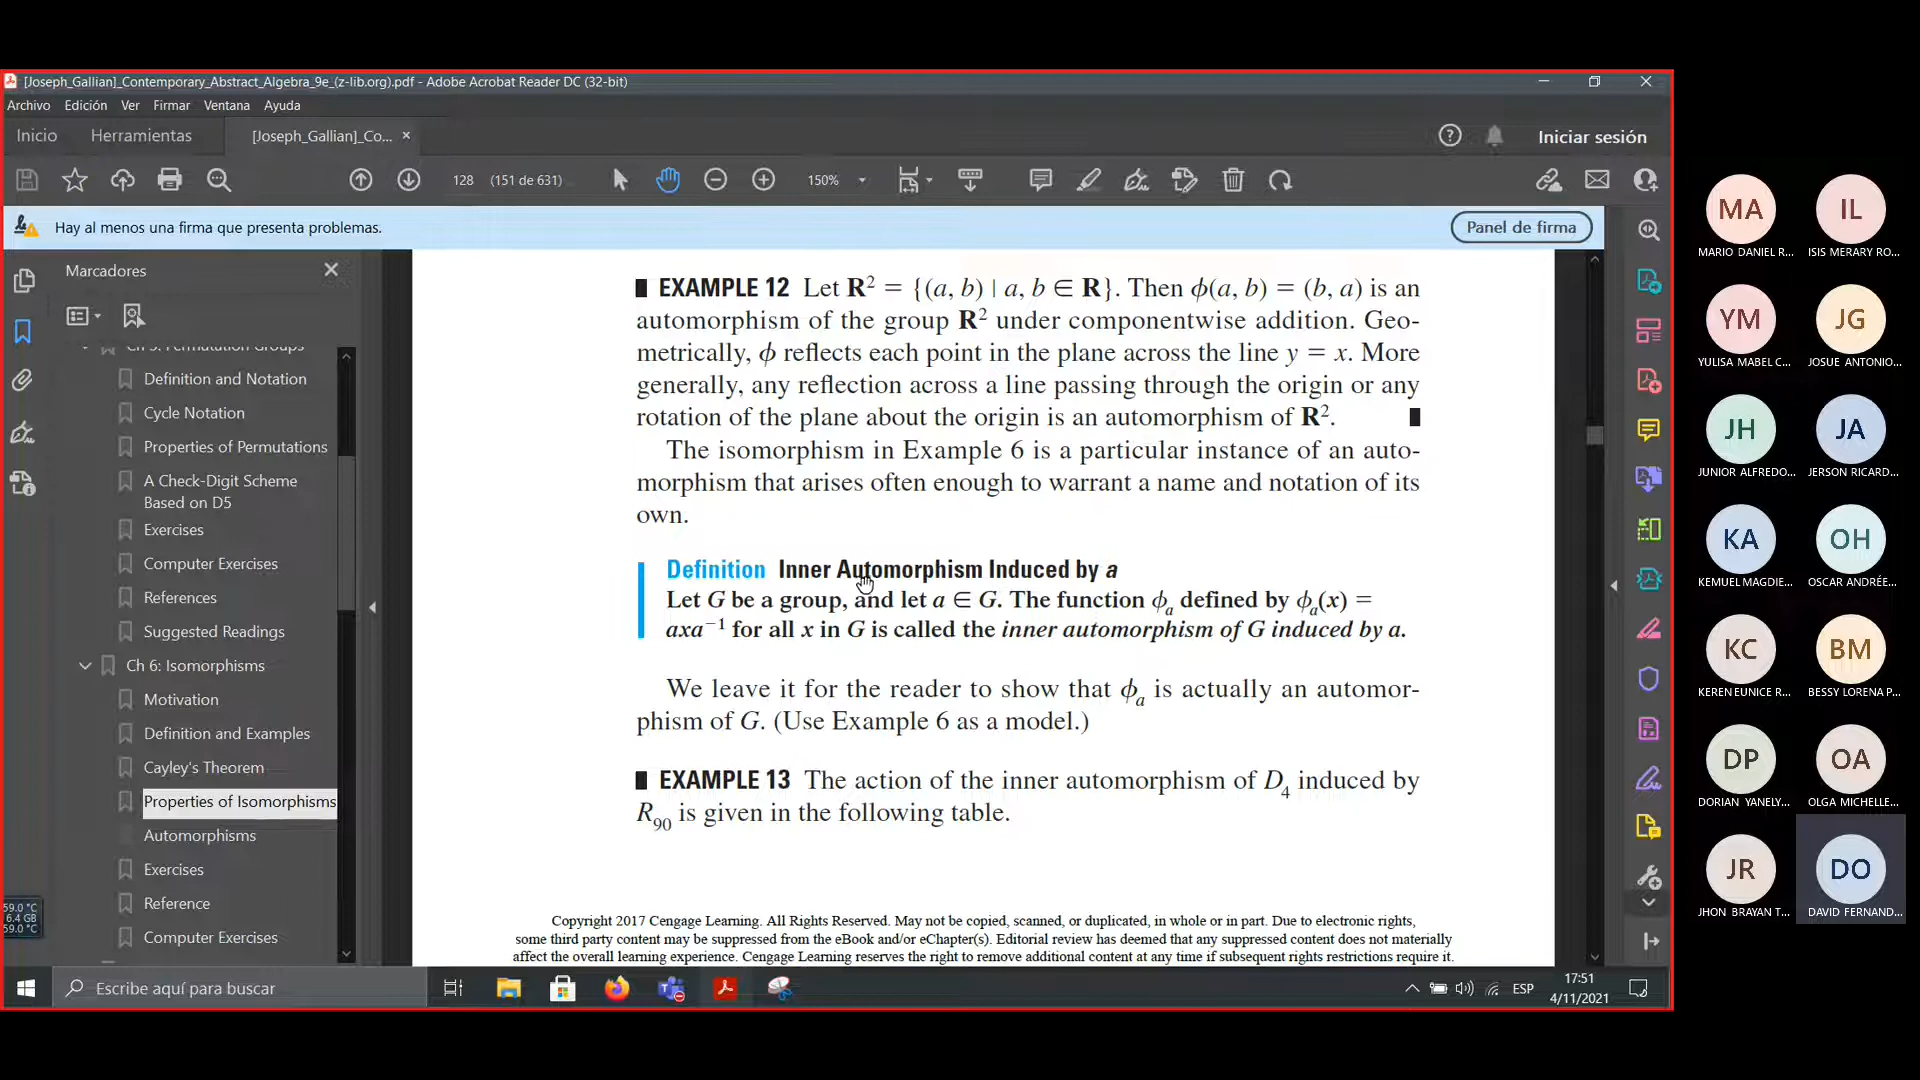 [Joseph_Gallian]_Contemporary_Abstract_Algebra_9e_(z-lib.org).pdf - Adobe Acrobat Reader DC (32-bit)
Archivo Edición Ver Firmar Ventana Ayuda
Inicio Herramientas [Joseph_Gallian]_Co... × Iniciar sesión
128 (151 de 631) 150%
Hay al menos una firma que presenta problemas. Panel de firma
Marcadores
Ch 5: Permutation Groups
Definition and Notation
Cycle Notation
Properties of Permutations
A Check-Digit Scheme
Based on D5
Exercises
Computer Exercises
References
Suggested Readings
Ch 6: Isomorphisms
Motivation
Definition and Examples
Cayley's Theorem
Properties of Isomorphisms
Automorphisms
Exercises
Reference
Computer Exercises
59.0 °C
6.4 GB
59.0 °C
EXAMPLE 12 Let R² = {(a, b) | a, b ∈ R}. Then ϕ(a, b) = (b, a) is an
automorphism of the group R² under componentwise addition. Geo-
metrically, ϕ reflects each point in the plane across the line y = x. More
generally, any reflection across a line passing through the origin or any
rotation of the plane about the origin is an automorphism of R².
The isomorphism in Example 6 is a particular instance of an auto-
morphism that arises often enough to warrant a name and notation of its
own.
Definition Inner Automorphism Induced by a
Let G be a group, and let a ∈ G. The function ϕₐ defined by ϕₐ(x) =
axa⁻¹ for all x in G is called the inner automorphism of G induced by a.
We leave it for the reader to show that ϕₐ is actually an automor-
phism of G. (Use Example 6 as a model.)
EXAMPLE 13 The action of the inner automorphism of D₄ induced by
R₉₀ is given in the following table.
Copyright 2017 Cengage Learning. All Rights Reserved. May not be copied, scanned, or duplicated, in whole or in part. Due to electronic rights,
some third party content may be suppressed from the eBook and/or eChapter(s). Editorial review has deemed that any suppressed content does not materially
affect the overall learning experience. Cengage Learning reserves the right to remove additional content at any time if subsequent rights restrictions require it.
Escribe aquí para buscar
ESP
17:51
4/11/2021
MA IL
MARIO DANIEL R... ISIS MERARY RO...
YM JG
YULISA MABEL C... JOSUE ANTONIO...
JH JA
JUNIOR ALFREDO... JERSON RICARD...
KA OH
KEMUEL MAGDIE... OSCAR ANDRÉE...
KC BM
KEREN EUNICE R... BESSY LORENA P...
DP OA
DORIAN YANELY... OLGA MICHELLE...
JR DO
JHON BRAYAN T... DAVID FERNAND...